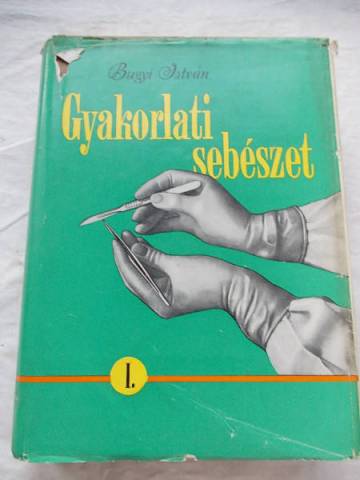 Bugyi István
Gyakorlati
sebészet
I.